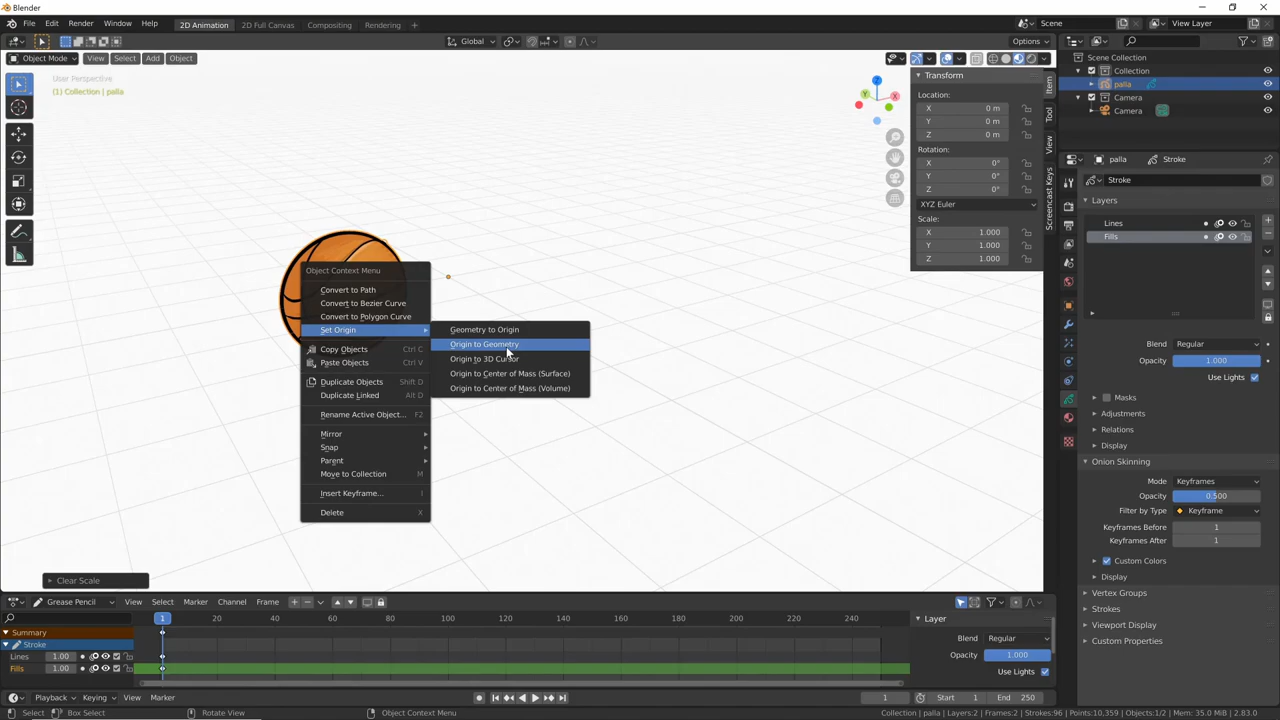 Blender
File Edit Render Window Help
2D Animation 2D Full Canvas Compositing Rendering
Scene
View Layer
Global
Options
Object Mode View Select Add Object
User Perspective
(1) Collection | palla
Z
Y
X
Transform
Location:
X 0 m
Y 0 m
Z 0 m
Rotation:
X 0°
Y 0°
Z 0°
XYZ Euler
Scale:
X 1.000
Y 1.000
Z 1.000
Item
Tool
View
Screencast Keys
Scene Collection
Collection
palla
Camera
Camera
palla Stroke
Stroke
Layers
Lines
Fills
Blend Regular
Opacity 1.000
Use Lights
Masks
Adjustments
Relations
Display
Onion Skinning
Mode Keyframes
Opacity 0.500
Filter by Type Keyframe
Keyframes Before 1
Keyframes After 1
Custom Colors
Display
Vertex Groups
Strokes
Viewport Display
Custom Properties
Object Context Menu
Convert to Path
Convert to Bezier Curve
Convert to Polygon Curve
Set Origin
Copy Objects Ctrl C
Paste Objects Ctrl V
Duplicate Objects Shift D
Duplicate Linked Alt D
Rename Active Object... F2
Mirror
Snap
Parent
Move to Collection M
Insert Keyframe... I
Delete X
Geometry to Origin
Origin to Geometry
Origin to 3D Cursor
Origin to Center of Mass (Surface)
Origin to Center of Mass (Volume)
Clear Scale
Grease Pencil View Select Marker Channel Frame
1 20 40 60 80 100 120 140 160 180 200 220 240
Summary
Stroke
Lines 1.00
Fills 1.00
Layer
Blend Regular
Opacity 1.000
Use Lights
Playback Keying View Marker
1 Start 1 End 250
Select Box Select Rotate View Object Context Menu
Collection | palla | Layers:2 | Frames:2 | Strokes:96 | Points:10,359 | Objects:1/2 | Mem: 35.0 MiB | 2.83.0